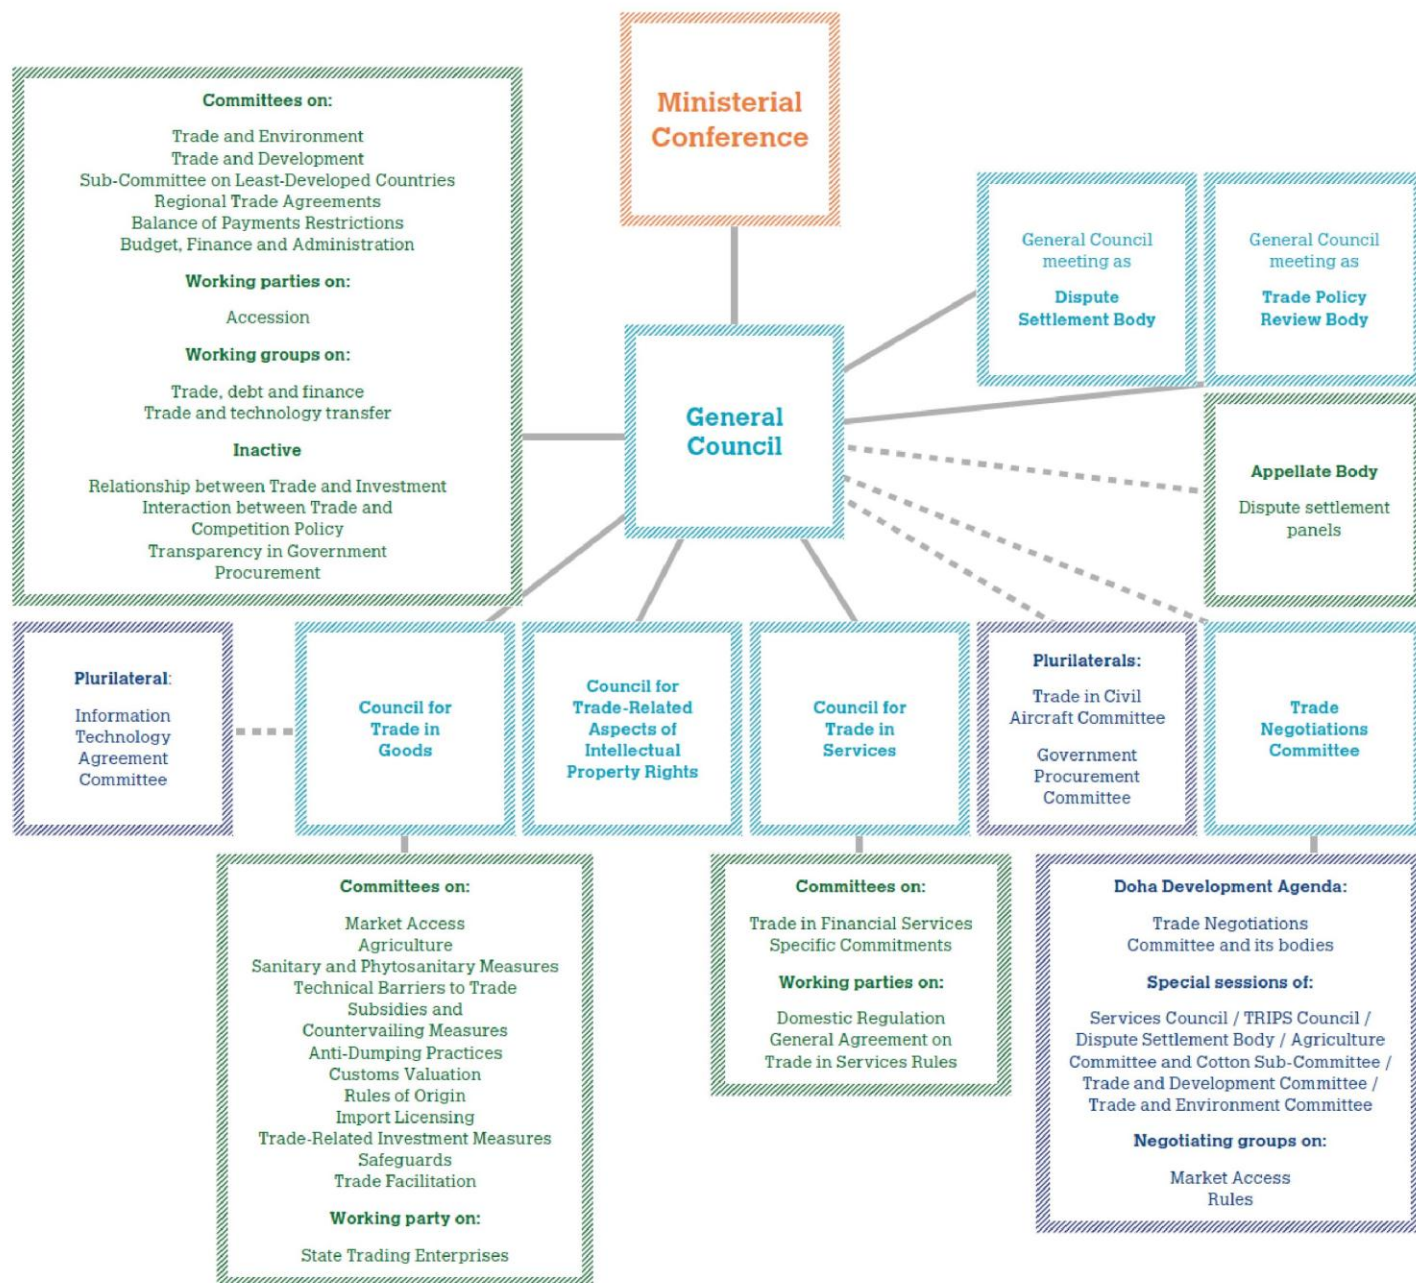 Ministerial
Conference
Committees on:
Trade and Environment
Trade and Development
Sub-Committee on Least-Developed Countries
Regional Trade Agreements
Balance of Payments Restrictions
Budget, Finance and Administration
Working parties on:
Accession
Working groups on:
Trade, debt and finance
Trade and technology transfer
Inactive
Relationship between Trade and Investment
Interaction between Trade and
Competition Policy
Transparency in Government
Procurement
General Council
meeting as
Dispute
Settlement Body
General Council
meeting as
Trade Policy
Review Body
General
Council
Appellate Body
Dispute settlement
panels
Plurilateral:
Information
Technology
Agreement
Committee
Council for
Trade in
Goods
Council for
Trade-Related
Aspects of
Intellectual
Property Rights
Council for
Trade in
Services
Plurilaterals:
Trade in Civil
Aircraft Committee
Government
Procurement
Committee
Trade
Negotiations
Committee
Committees on:
Market Access
Agriculture
Sanitary and Phytosanitary Measures
Technical Barriers to Trade
Subsidies and
Countervailing Measures
Anti-Dumping Practices
Customs Valuation
Rules of Origin
Import Licensing
Trade-Related Investment Measures
Safeguards
Trade Facilitation
Working party on:
State Trading Enterprises
Committees on:
Trade in Financial Services
Specific Commitments
Working parties on:
Domestic Regulation
General Agreement on
Trade in Services Rules
Doha Development Agenda:
Trade Negotiations
Committee and its bodies
Special sessions of:
Services Council / TRIPS Council /
Dispute Settlement Body / Agriculture
Committee and Cotton Sub-Committee /
Trade and Development Committee /
Trade and Environment Committee
Negotiating groups on:
Market Access
Rules